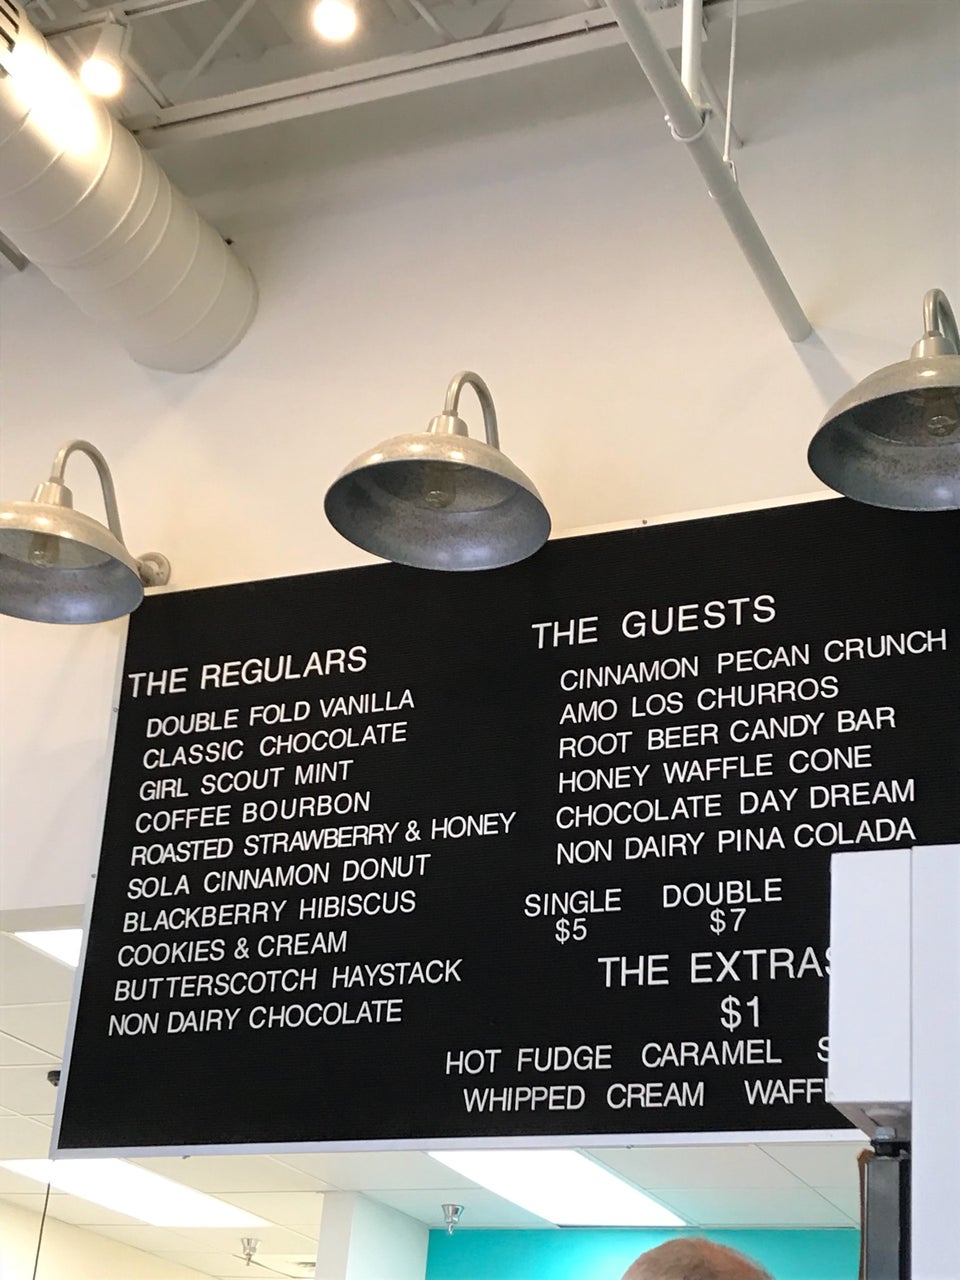 THE REGULARS
DOUBLE FOLD VANILLA
CLASSIC CHOCOLATE
GIRL SCOUT MINT
COFFEE BOURBON
ROASTED STRAWBERRY & HONEY
SOLA CINNAMON DONUT
BLACKBERRY HIBISCUS
COOKIES & CREAM
BUTTERSCOTCH HAYSTACK
NON DAIRY CHOCOLATE
THE GUESTS
CINNAMON PECAN CRUNCH
AMO LOS CHURROS
ROOT BEER CANDY BAR
HONEY WAFFLE CONE
CHOCOLATE DAY DREAM
NON DAIRY PINA COLADA
SINGLE DOUBLE
$5 $7
THE EXTRAS
$1
HOT FUDGE CARAMEL
WHIPPED CREAM